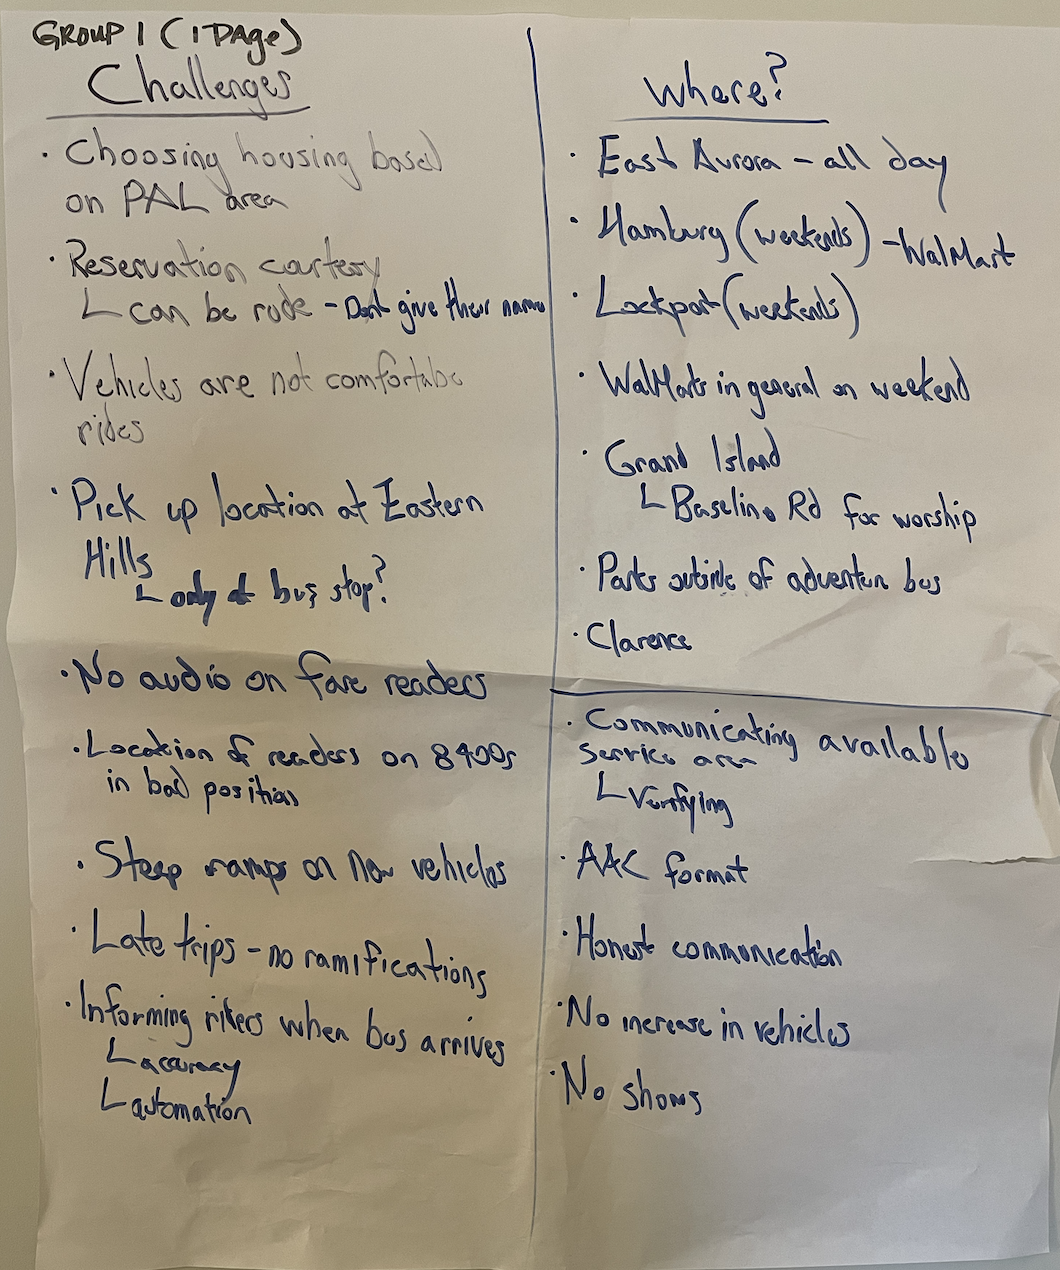 GROUP 1 (1 PAge)
Challenges
• Choosing housing based
on PAL area
• Reservation courtesy
L can be rude - Dont give their name
• Vehicles are not comfortable
rides
• Pick up location at Eastern
Hills
L only at bus stop?
• No audio on fare readers
• Location of readers on 8400s
in bad position
• Steep ramps on new vehicles
• Late trips - no ramifications
• Informing riders when bus arrives
L accuracy
L automation
Where?
• East Aurora - all day
• Hamburg (weekends) - WalMart
• Lockport (weekends)
• WalMarts in general on weekend
• Grand Island
L Baseline Rd for worship
• Parts outside of bus
• Clarence
• Communicating available
service area
L Verifying
• AAC format
• Honest communication
• No increase in vehicles
• No shows